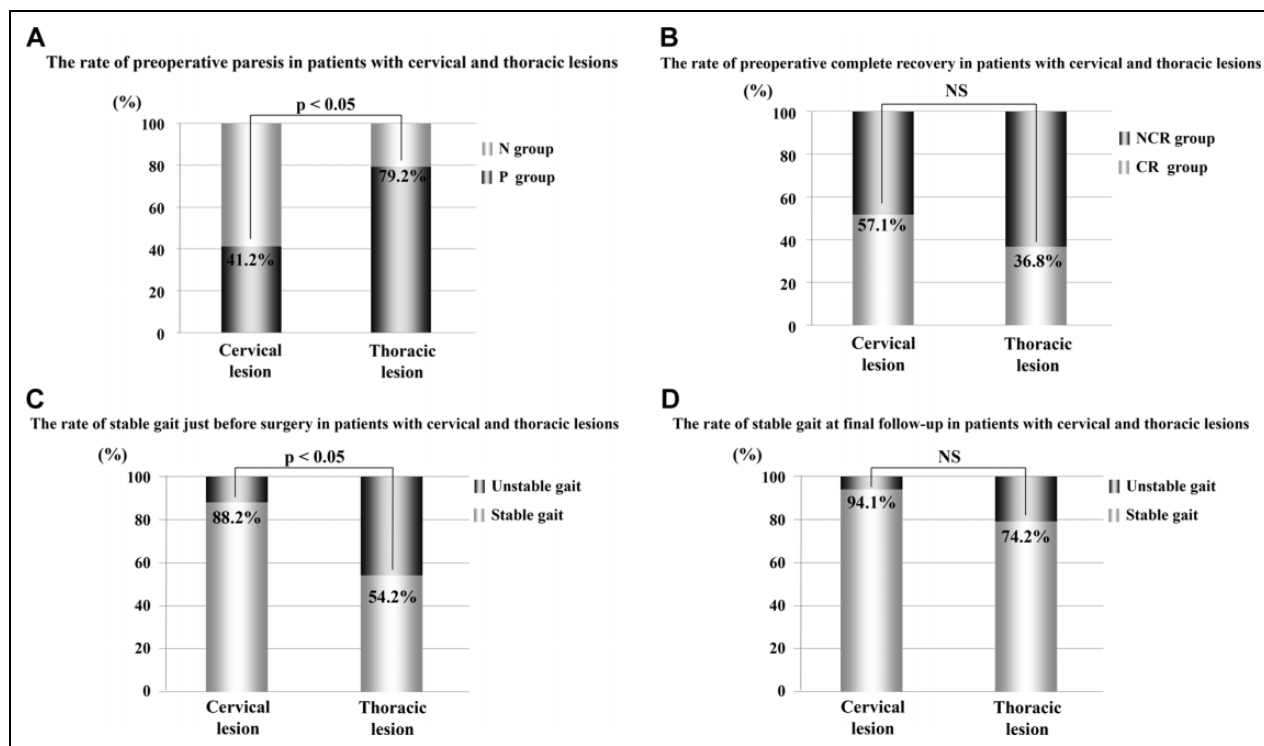 A
The rate of preoperative paresis in patients with cervical and thoracic lesions
(%)
p < 0.05
100
80
60
40
20
0
79.2%
41.2%
N group
P group
Cervical
lesion
Thoracic
lesion
B
The rate of preoperative complete recovery in patients with cervical and thoracic lesions
(%)
NS
100
80
60
40
20
0
57.1%
36.8%
NCR group
CR group
Cervical
lesion
Thoracic
lesion
C
The rate of stable gait just before surgery in patients with cervical and thoracic lesions
(%)
p < 0.05
100
80
60
40
20
0
88.2%
54.2%
Unstable gait
Stable gait
Cervical
lesion
Thoracic
lesion
D
The rate of stable gait at final follow-up in patients with cervical and thoracic lesions
(%)
NS
100
80
60
40
20
0
94.1%
74.2%
Unstable gait
Stable gait
Cervical
lesion
Thoracic
lesion